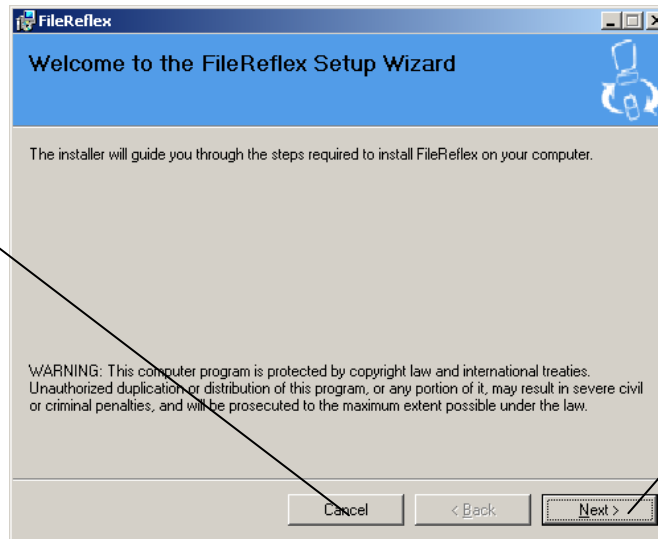 FileReflex
Welcome to the FileReflex Setup Wizard
The installer will guide you through the steps required to install FileReflex on your computer.
WARNING: This computer program is protected by copyright law and international treaties.
Unauthorized duplication or distribution of this program, or any portion of it, may result in severe civil
or criminal penalties, and will be prosecuted to the maximum extent possible under the law.
Cancel
< Back
Next >